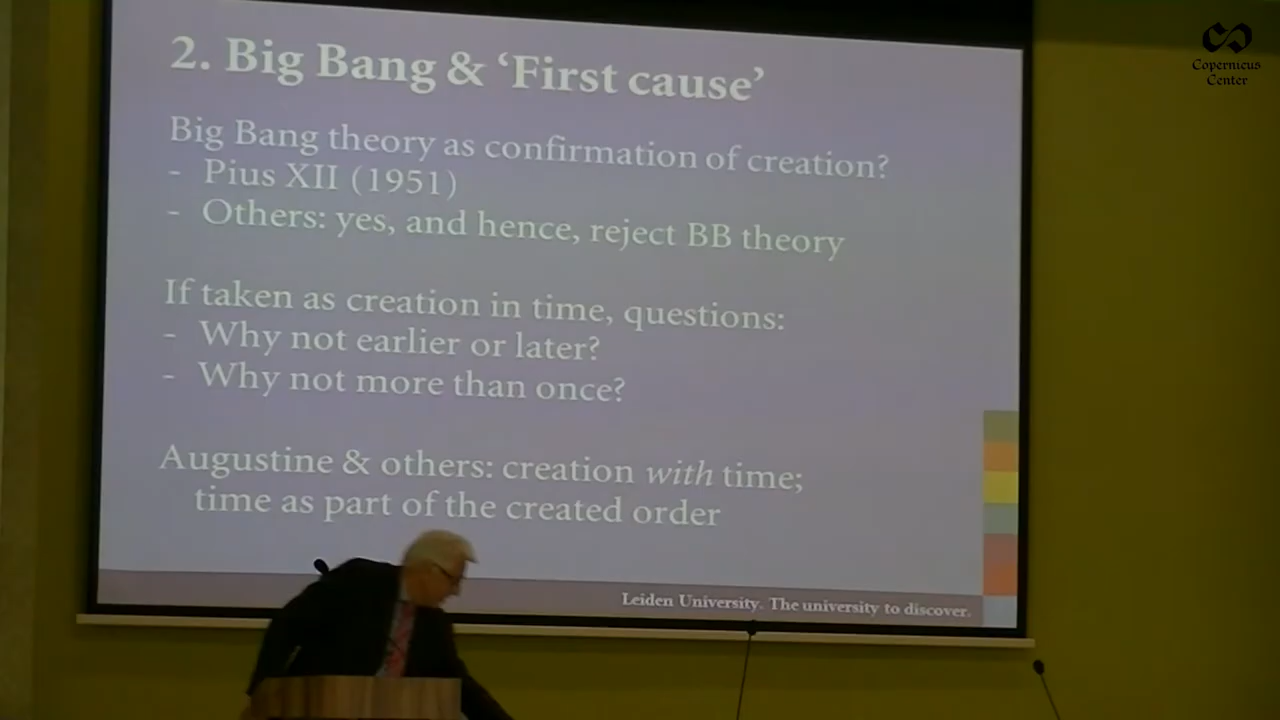 2. Big Bang & ‘First cause’
Big Bang theory as confirmation of creation?
- Pius XII (1951)
- Others: yes, and hence, reject BB theory
If taken as creation in time, questions:
- Why not earlier or later?
- Why not more than once?
Augustine & others: creation with time;
time as part of the created order
Leiden University. The university to discover.
Copernicus
Center